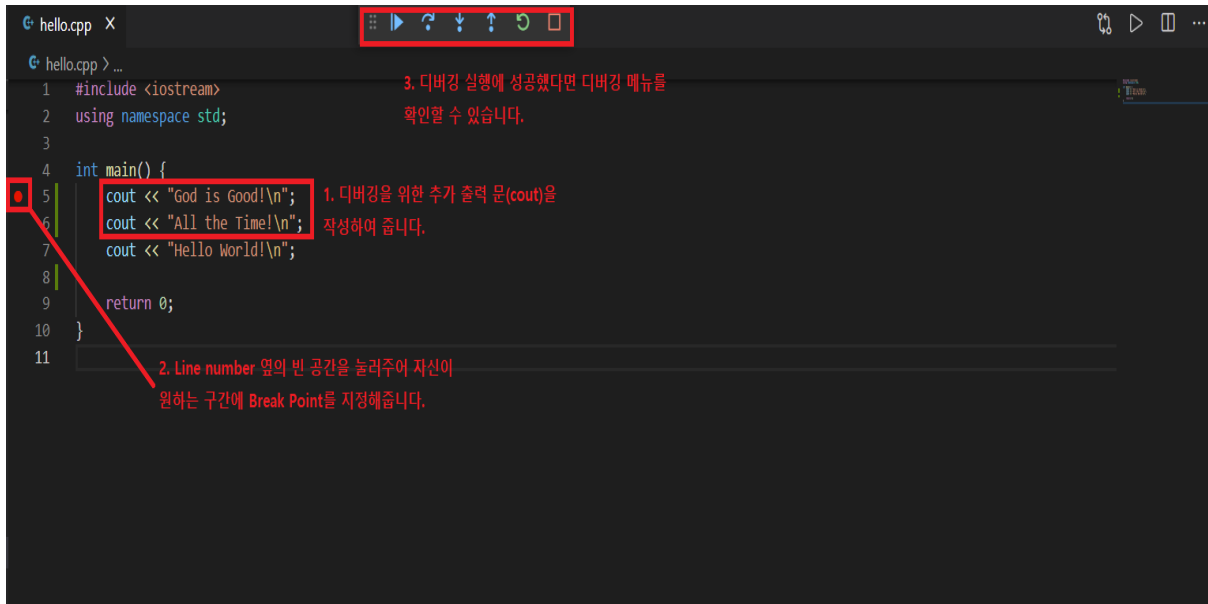 hello.cpp X
hello.cpp > ...
3. 디버깅 실행에 성공했다면 디버깅 메뉴를
확인할 수 있습니다.
1 #include <iostream>
2 using namespace std;
3
4 int main() {
5 cout << "God is Good!\n";
6 cout << "All the Time!\n";
1. 디버깅을 위한 추가 출력 문(cout)을
작성하여 줍니다.
7 cout << "Hello World!\n";
8
9 return 0;
10 }
11
2. Line number 옆의 빈 공간을 눌러주어 자신이
원하는 구간에 Break Point를 지정해줍니다.